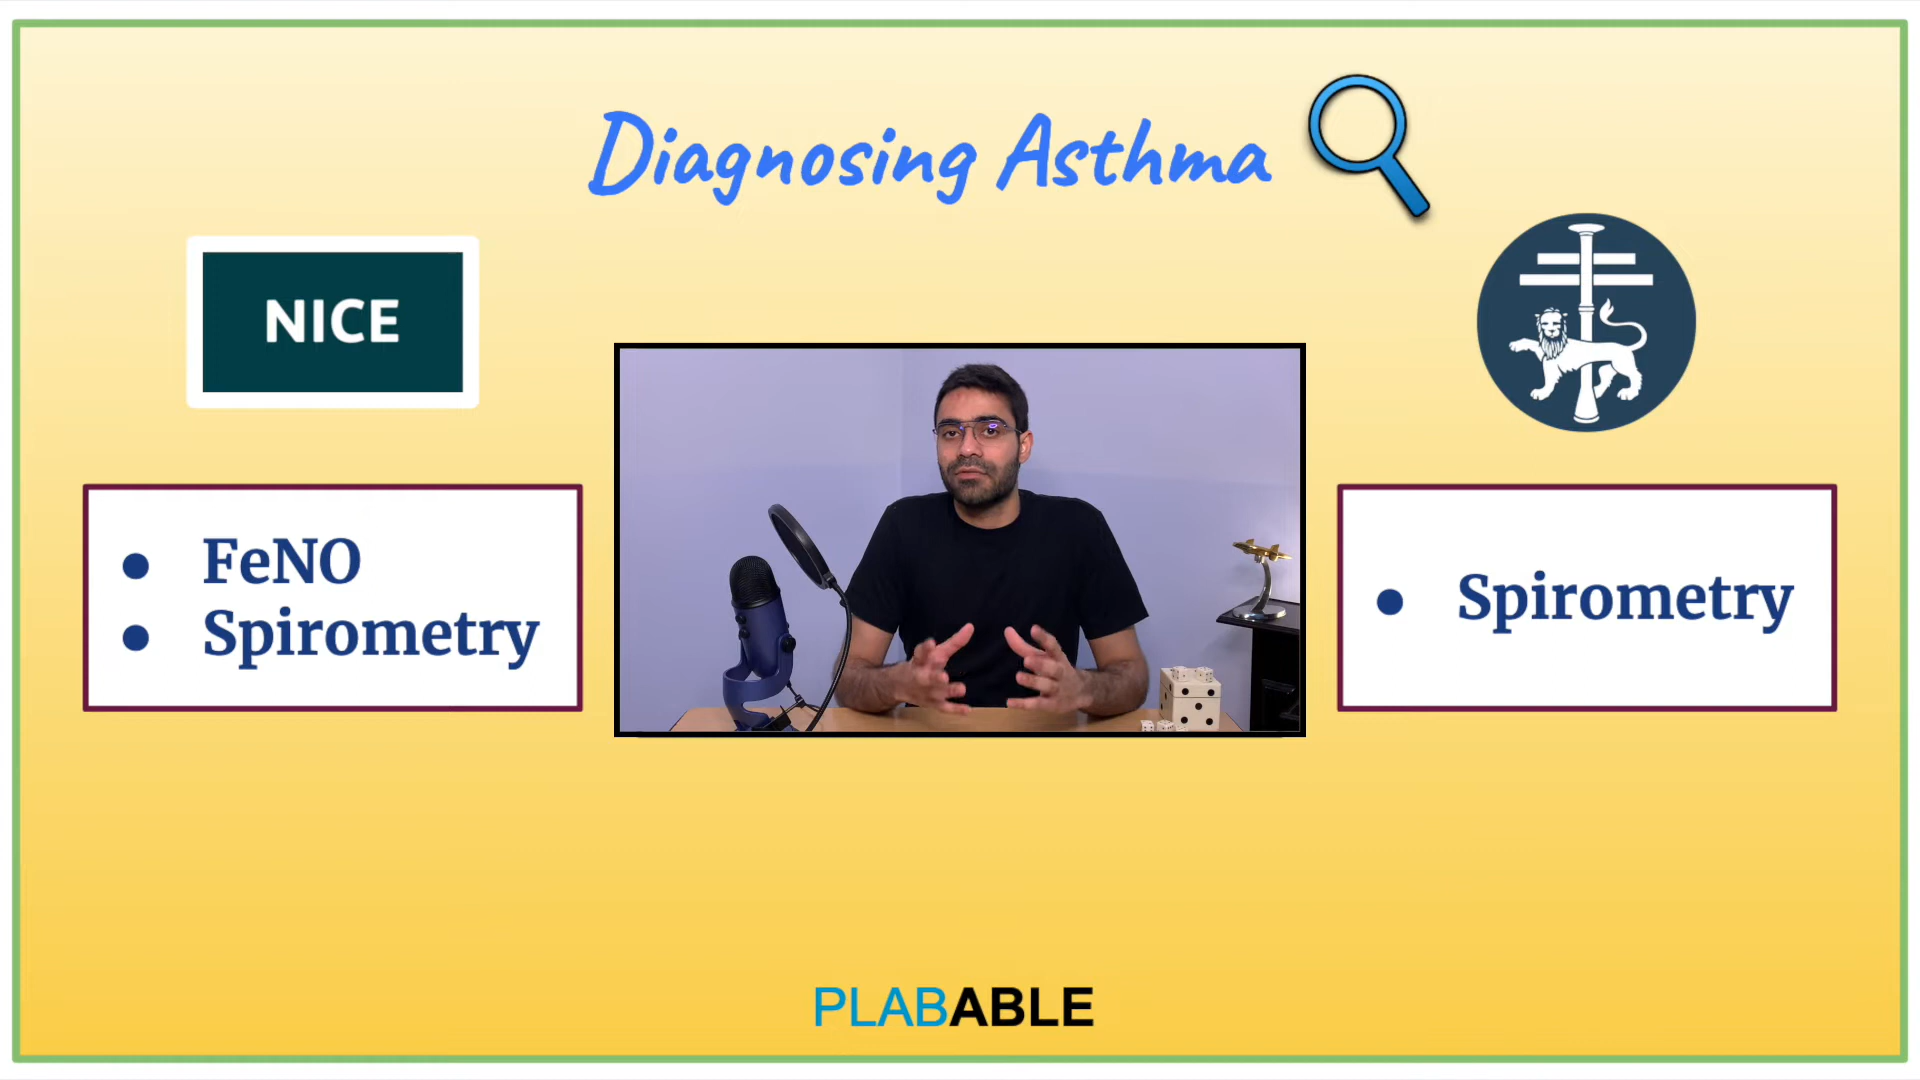 Diagnosing Asthma
NICE
• FeNO
• Spirometry
• Spirometry
PLABABLE